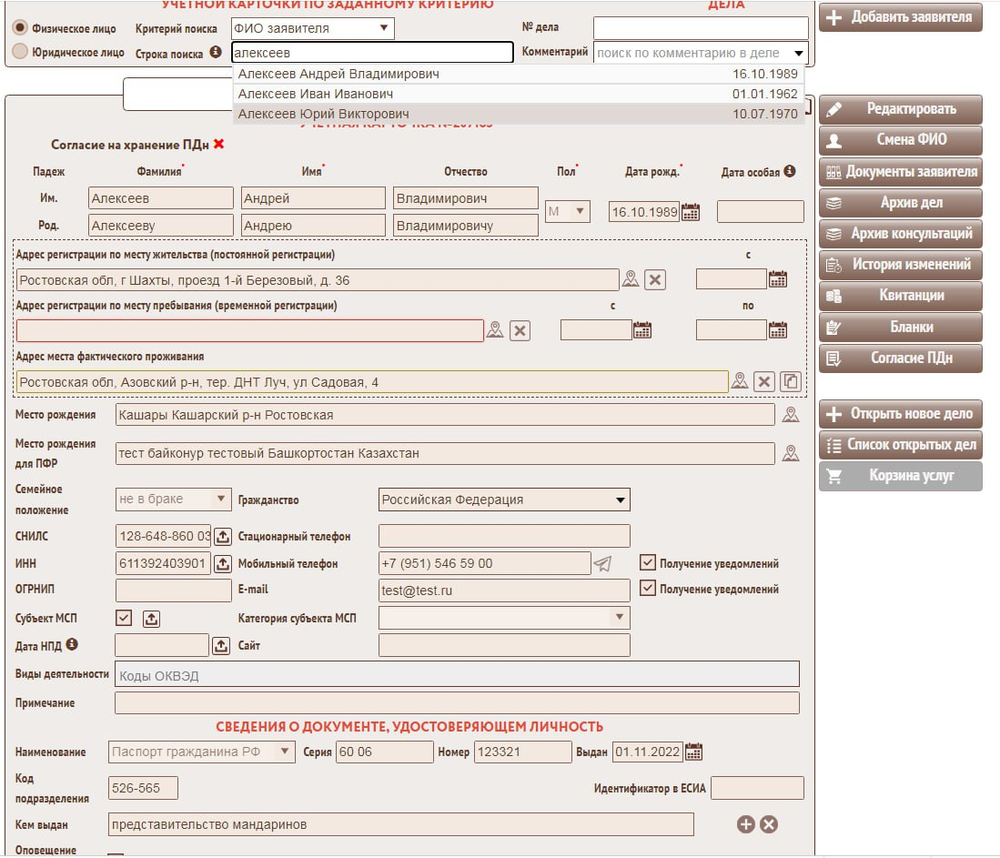 УЧЕТНОЙ КАРТОЧКИ ПО ЗАДАННОМУ КРИТЕРИЮ
ДЕЛА
Физическое лицо
Критерий поиска
ФИО заявителя
№ дела
Юридическое лицо
Строка поиска
алексеев
Комментарий
поиск по комментарию в деле
Алексеев Андрей Владимирович 16.10.1989
Алексеев Иван Иванович 01.01.1962
Алексеев Юрий Викторович 10.07.1970
Согласие на хранение ПДн
Падеж Фамилия* Имя* Отчество Пол* Дата рожд.* Дата особая
Им. Алексеев Андрей Владимирович М 16.10.1989
Род. Алексееву Андрею Владимировичу
Адрес регистрации по месту жительства (постоянной регистрации) с
Ростовская обл, г Шахты, проезд 1-й Березовый, д. 36
Адрес регистрации по месту пребывания (временной регистрации) с по
Адрес места фактического проживания
Ростовская обл, Азовский р-н, тер. ДНТ Луч, ул Садовая, 4
Место рождения
Кашары Кашарский р-н Ростовская
Место рождения
для ПФР
тест байконур тестовый Башкортостан Казахстан
Семейное
положение
не в браке
Гражданство
Российская Федерация
СНИЛС 128-648-860 03 Стационарный телефон
ИНН 611392403901 Мобильный телефон +7 (951) 546 59 00 Получение уведомлений
ОГРНИП E-mail test@test.ru Получение уведомлений
Субъект МСП Категория субъекта МСП
Дата НПД Сайт
Виды деятельности Коды ОКВЭД
Примечание
СВЕДЕНИЯ О ДОКУМЕНТЕ, УДОСТОВЕРЯЮЩЕМ ЛИЧНОСТЬ
Наименование Паспорт гражданина РФ Серия 60 06 Номер 123321 Выдан 01.11.2022
Код
подразделения
526-565
Идентификатор в ЕСИА
Кем выдан представительство мандаринов
Оповещение
Добавить заявителя
Редактировать
Смена ФИО
Документы заявителя
Архив дел
Архив консультаций
История изменений
Квитанции
Бланки
Согласие ПДн
Открыть новое дело
Список открытых дел
Корзина услуг